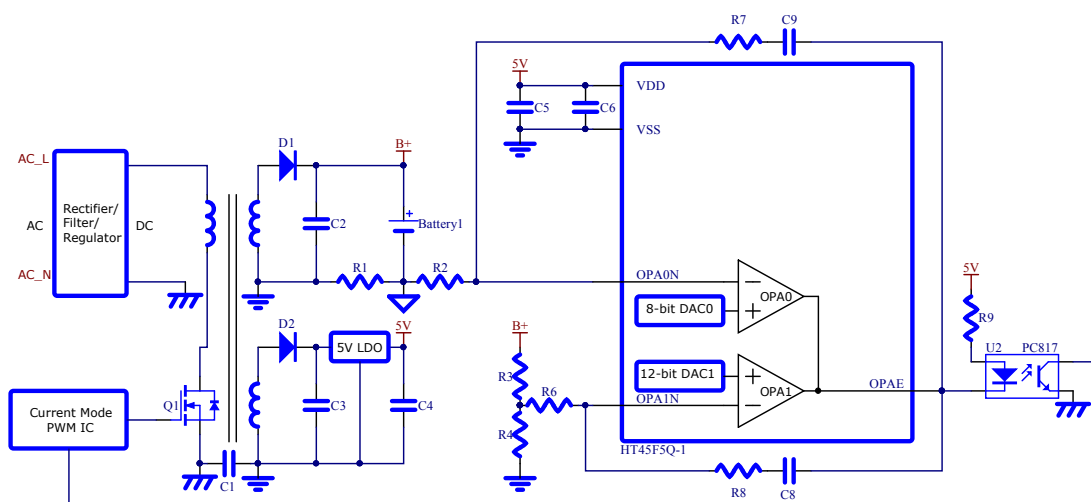 R7
C9
5V
VDD
C5
C6
VSS
D1
B+
AC_L
Rectifier/
Filter/
Regulator
AC
DC
C2
Battery1
AC_N
R1
R2
OPA0N
OPA0
8-bit DAC0
5V
R9
D2
5V
5V LDO
B+
U2
PC817
R3
12-bit DAC1
OPA1
OPAE
R6
OPA1N
Q1
Current Mode
PWM IC
C3
C4
R4
HT45F5Q-1
C1
R8
C8